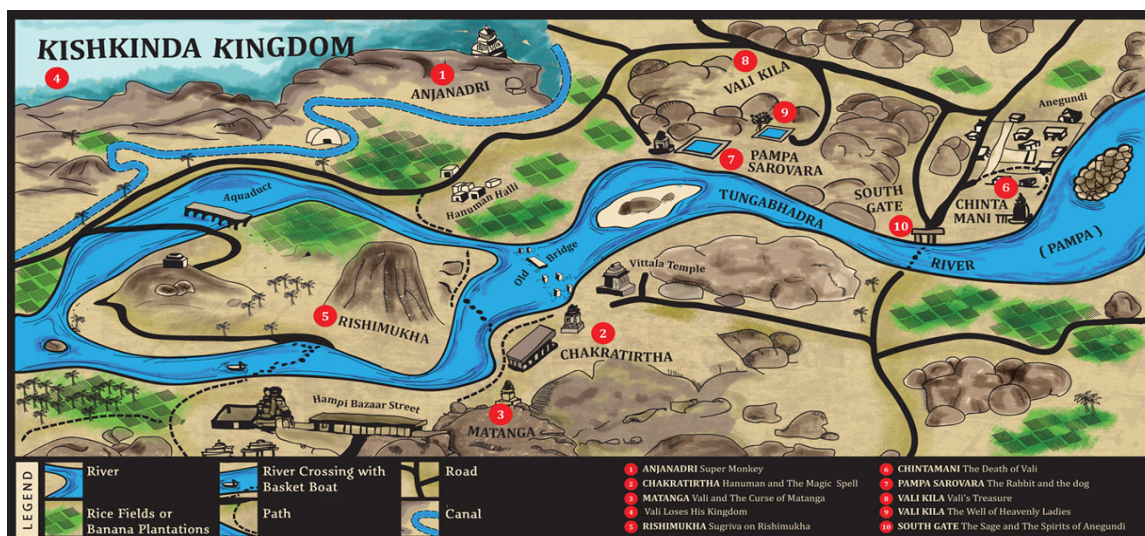 KISHKINDA KINGDOM
4
1
ANJANADRI
8
VALI KILA
9
7
PAMPA
SAROVARA
Anegundi
6
CHINTA
MANI
SOUTH
GATE
10
Aquaduct
Hanuman Halli
TUNGABHADRA
RIVER
( PAMPA )
Old Bridge
Vittala Temple
5
RISHIMUKHA
2
CHAKRATIRTHA
Hampi Bazaar Street
3
MATANGA
LEGEND
River
River Crossing with
Basket Boat
Road
Rice Fields or
Banana Plantations
Path
Canal
1 ANJANADRI Super Monkey
2 CHAKRATIRTHA Hanuman and The Magic Spell
3 MATANGA Vali and The Curse of Matanga
4 Vali Loses His Kingdom
5 RISHIMUKHA Sugriva on Rishimukha
6 CHINTAMANI The Death of Vali
7 PAMPA SAROVARA The Rabbit and the dog
8 VALI KILA Vali's Treasure
9 VALI KILA The Well of Heavenly Ladies
10 SOUTH GATE The Sage and The Spirits of Anegundi